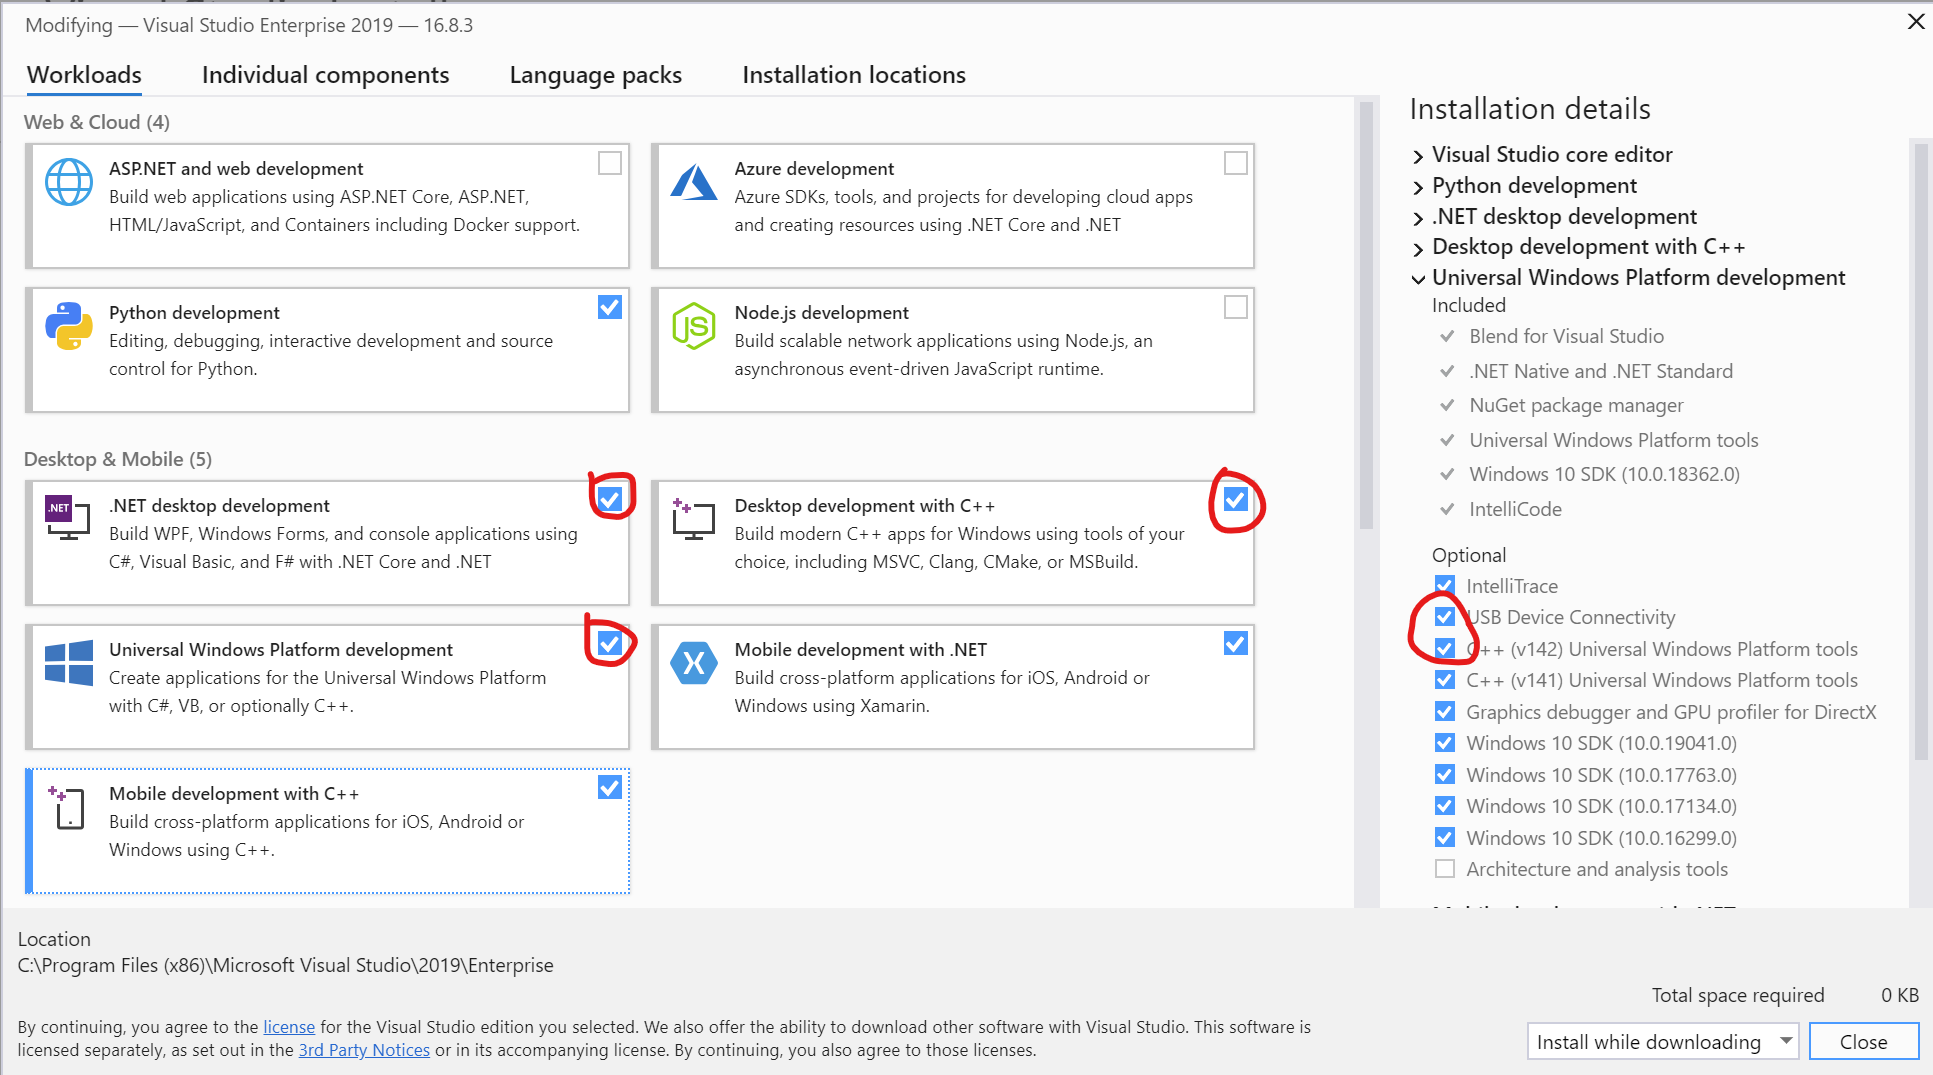 Modifying — Visual Studio Enterprise 2019 — 16.8.3
Workloads
Individual components
Language packs
Installation locations
Web & Cloud (4)
ASP.NET and web development
Build web applications using ASP.NET Core, ASP.NET,
HTML/JavaScript, and Containers including Docker support.
Azure development
Azure SDKs, tools, and projects for developing cloud apps
and creating resources using .NET Core and .NET
Python development
Editing, debugging, interactive development and source
control for Python.
JS
Node.js development
Build scalable network applications using Node.js, an
asynchronous event-driven JavaScript runtime.
Desktop & Mobile (5)
.NET
.NET desktop development
Build WPF, Windows Forms, and console applications using
C#, Visual Basic, and F# with .NET Core and .NET
Desktop development with C++
Build modern C++ apps for Windows using tools of your
choice, including MSVC, Clang, CMake, or MSBuild.
Universal Windows Platform development
Create applications for the Universal Windows Platform
with C#, VB, or optionally C++.
Mobile development with .NET
Build cross-platform applications for iOS, Android or
Windows using Xamarin.
Mobile development with C++
Build cross-platform applications for iOS, Android or
Windows using C++.
Installation details
Visual Studio core editor
Python development
.NET desktop development
Desktop development with C++
Universal Windows Platform development
Included
Blend for Visual Studio
.NET Native and .NET Standard
NuGet package manager
Universal Windows Platform tools
Windows 10 SDK (10.0.18362.0)
IntelliCode
Optional
IntelliTrace
USB Device Connectivity
C++ (v142) Universal Windows Platform tools
C++ (v141) Universal Windows Platform tools
Graphics debugger and GPU profiler for DirectX
Windows 10 SDK (10.0.19041.0)
Windows 10 SDK (10.0.17763.0)
Windows 10 SDK (10.0.17134.0)
Windows 10 SDK (10.0.16299.0)
Architecture and analysis tools
Location
C:\Program Files (x86)\Microsoft Visual Studio\2019\Enterprise
Total space required 0 KB
By continuing, you agree to the license for the Visual Studio edition you selected. We also offer the ability to download other software with Visual Studio. This software is
licensed separately, as set out in the 3rd Party Notices or in its accompanying license. By continuing, you also agree to those licenses.
Install while downloading
Close